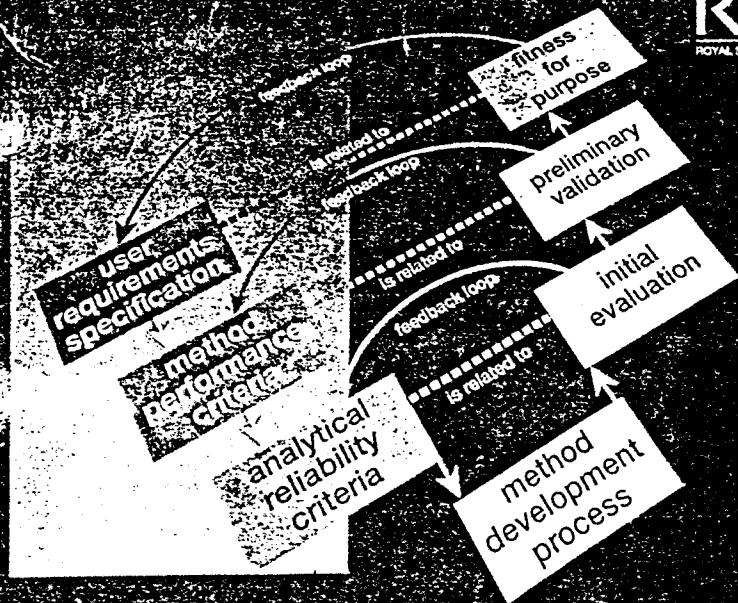 fitness
for
purpose
feedback loop
is related to
preliminary
validation
feedback loop
is related to
user
requirements
specification
initial
evaluation
feedback loop
is related to
method
performance
criteria
analytical
reliability
criteria
method
development
process
ROYAL